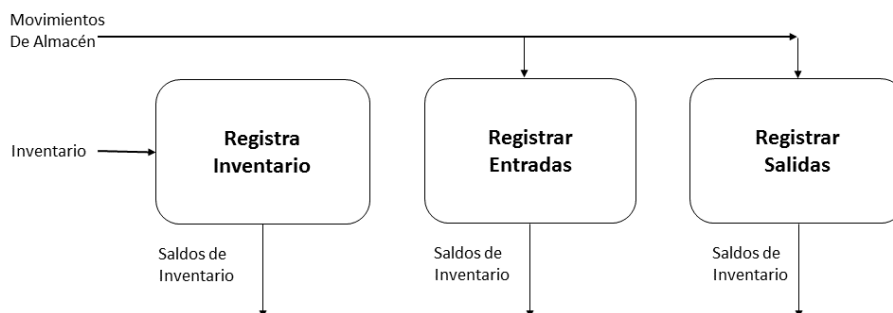 Movimientos
De Almacén
Inventario
Registra
Inventario
Registrar
Entradas
Registrar
Salidas
Saldos de
Inventario
Saldos de
Inventario
Saldos de
Inventario